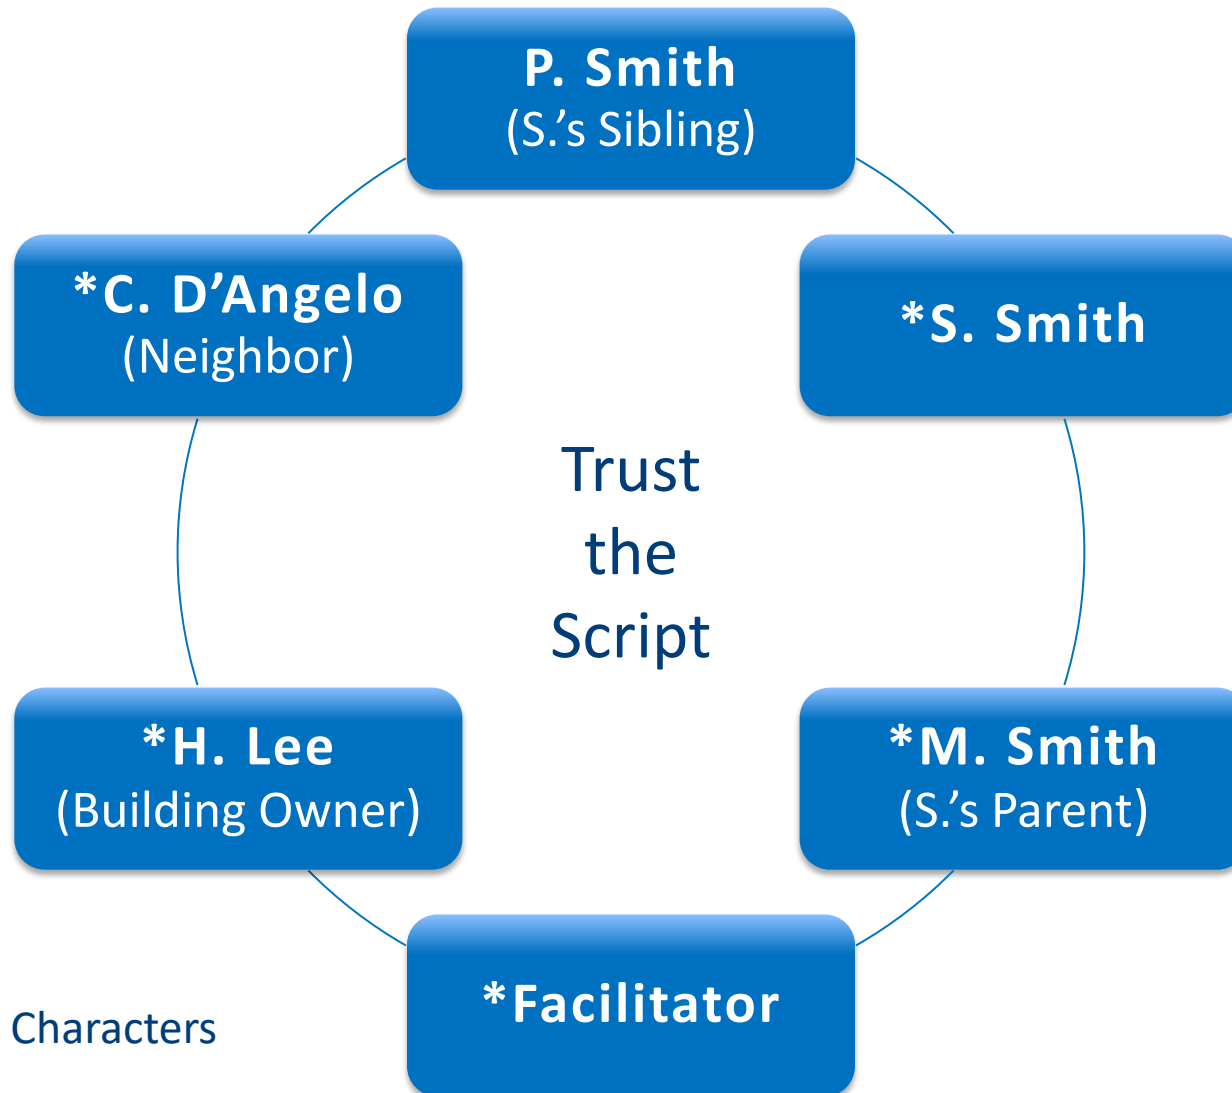 P. Smith
(S.'s Sibling)
*C. D’Angelo
(Neighbor)
*S. Smith
Trust
the
Script
*H. Lee
(Building Owner)
*M. Smith
(S.'s Parent)
*Facilitator
Characters